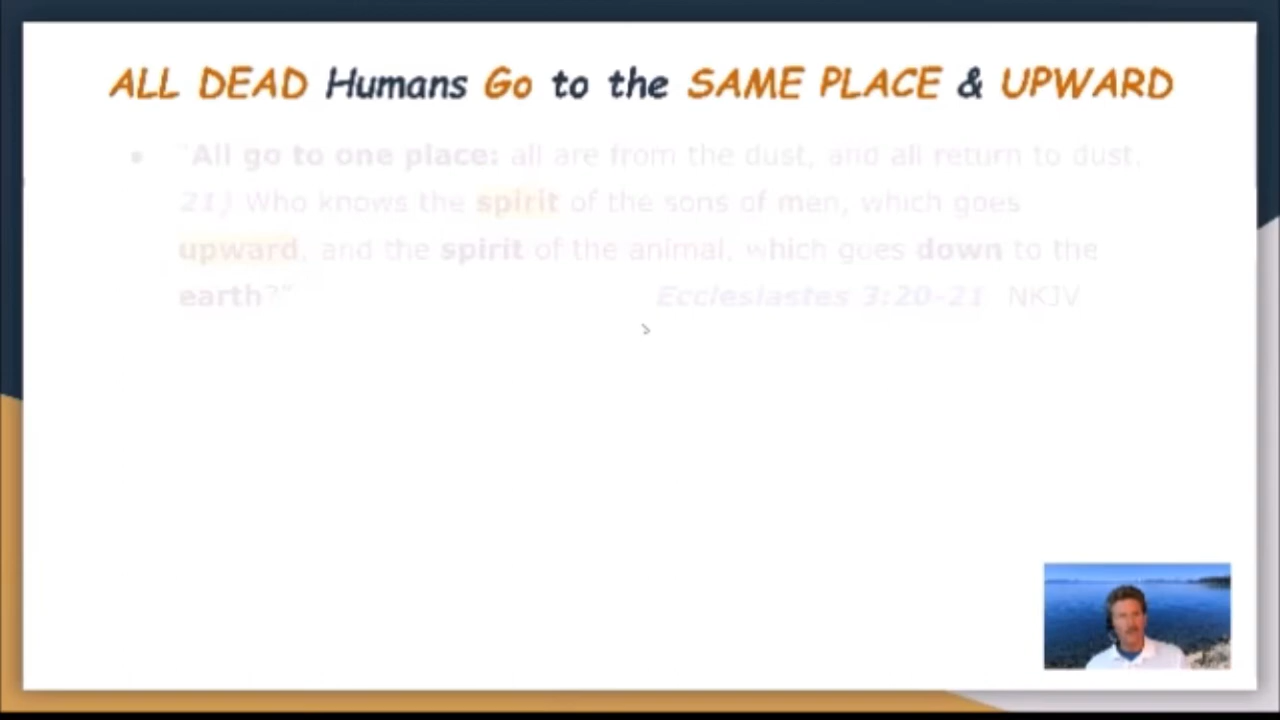 ALL DEAD Humans Go to the SAME PLACE & UPWARD
• "All go to one place: all are from the dust, and all return to dust.
21) Who knows the spirit of the sons of men, which goes
upward, and the spirit of the animal, which goes down to the
earth?" Ecclesiastes 3:20-21 NKJV